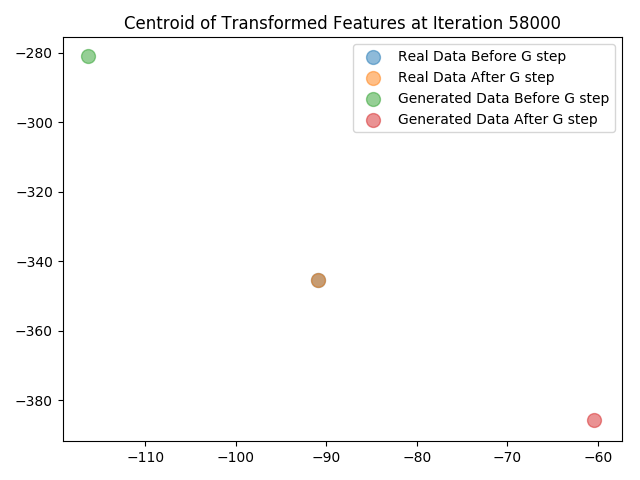 Centroid of Transformed Features at Iteration 58000
Real Data Before G step
Real Data After G step
Generated Data Before G step
Generated Data After G step
−280
−300
−320
−340
−360
−380
−110
−100
−90
−80
−70
−60